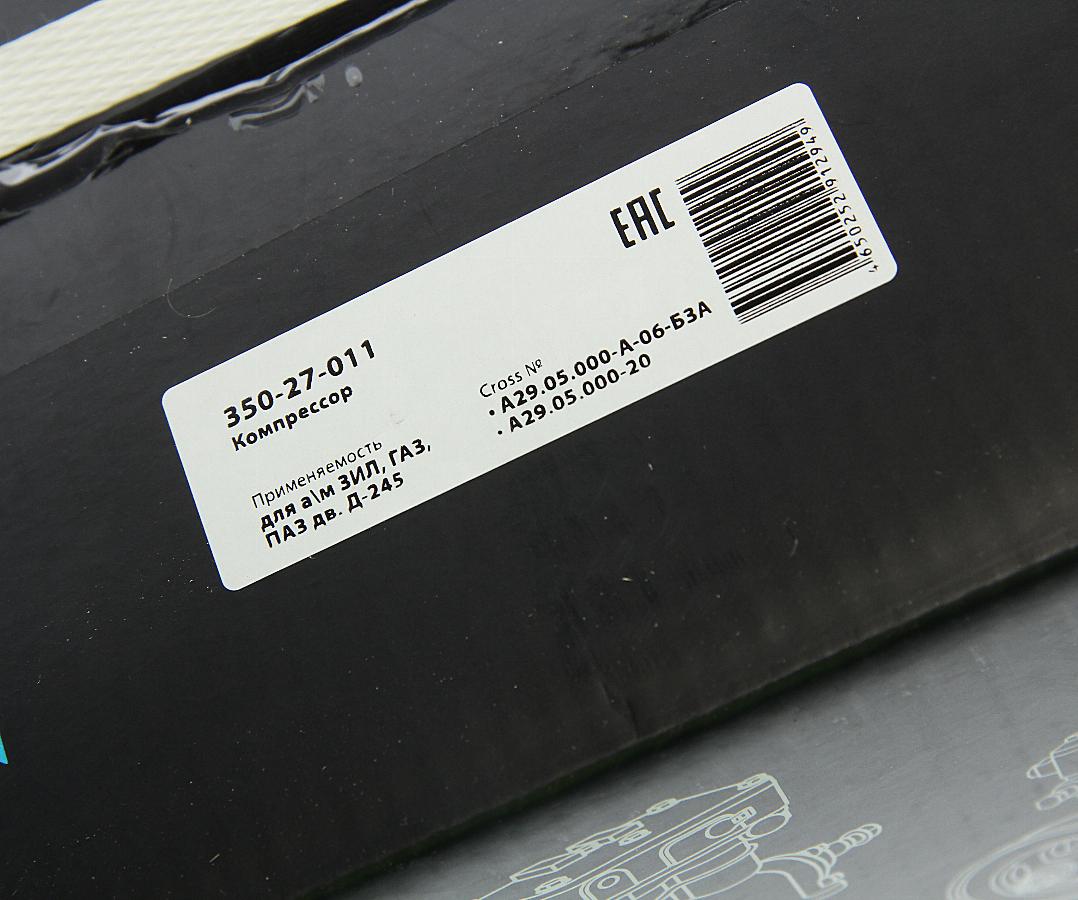 350-27-011
Компрессор
Применяемость
для а\м ЗИЛ, ГАЗ,
ПАЗ дв. Д-245
Cross №
• А29.05.000-А-06-БЗА
• А29.05.000-20
EAC
4650252912949